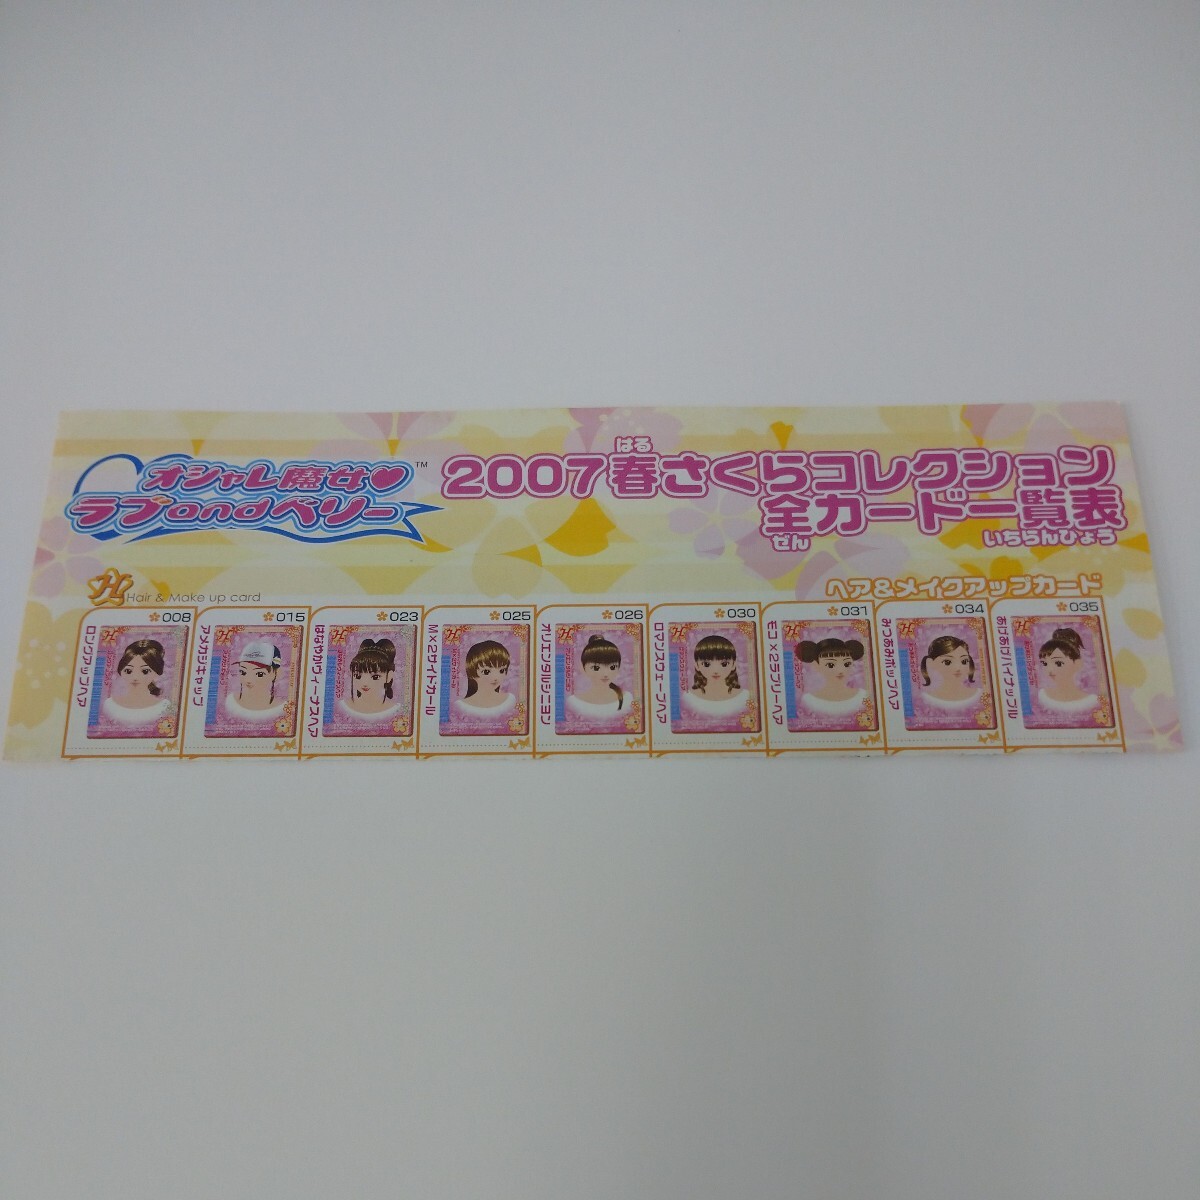 オシャレ魔女♥
ラブandベリー
™
はる
2007春さくらコレクション
全カード一覧表
ぜん
いちらんひょう
H Hair & Make up card
ヘア&メイクアップカード
008
ロングアップヘア
015
アメカジキャップ
023
はなやかヴィーナスヘア
025
M×2サイドカール
026
オリエンタルシニヨン
030
ロマンスウェーブヘア
031
モコ×2ラブリーヘア
034
みつあみポップヘア
035
あげあげパイナップル